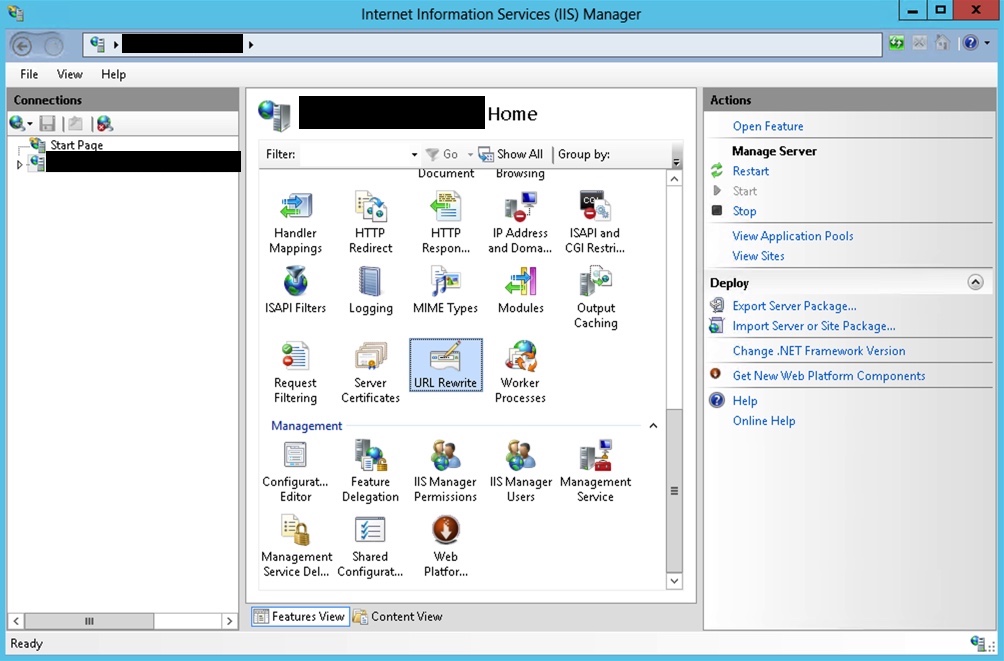 Internet Information Services (IIS) Manager
File View Help
Connections
Start Page
Home
Filter: Go Show All Group by:
Document Browsing
Handler Mappings
HTTP Redirect
HTTP Respon...
IP Address and Doma...
ISAPI and CGI Restri...
ISAPI Filters
Logging
MIME Types
Modules
Output Caching
Request Filtering
Server Certificates
URL Rewrite
Worker Processes
Management
Configurat... Editor
Feature Delegation
IIS Manager Permissions
IIS Manager Users
Management Service
Management Service Del...
Shared Configurat...
Web Platfor...
Features View Content View
Actions
Open Feature
Manage Server
Restart
Start
Stop
View Application Pools
View Sites
Deploy
Export Server Package...
Import Server or Site Package...
Change .NET Framework Version
Get New Web Platform Components
Help
Online Help
Ready